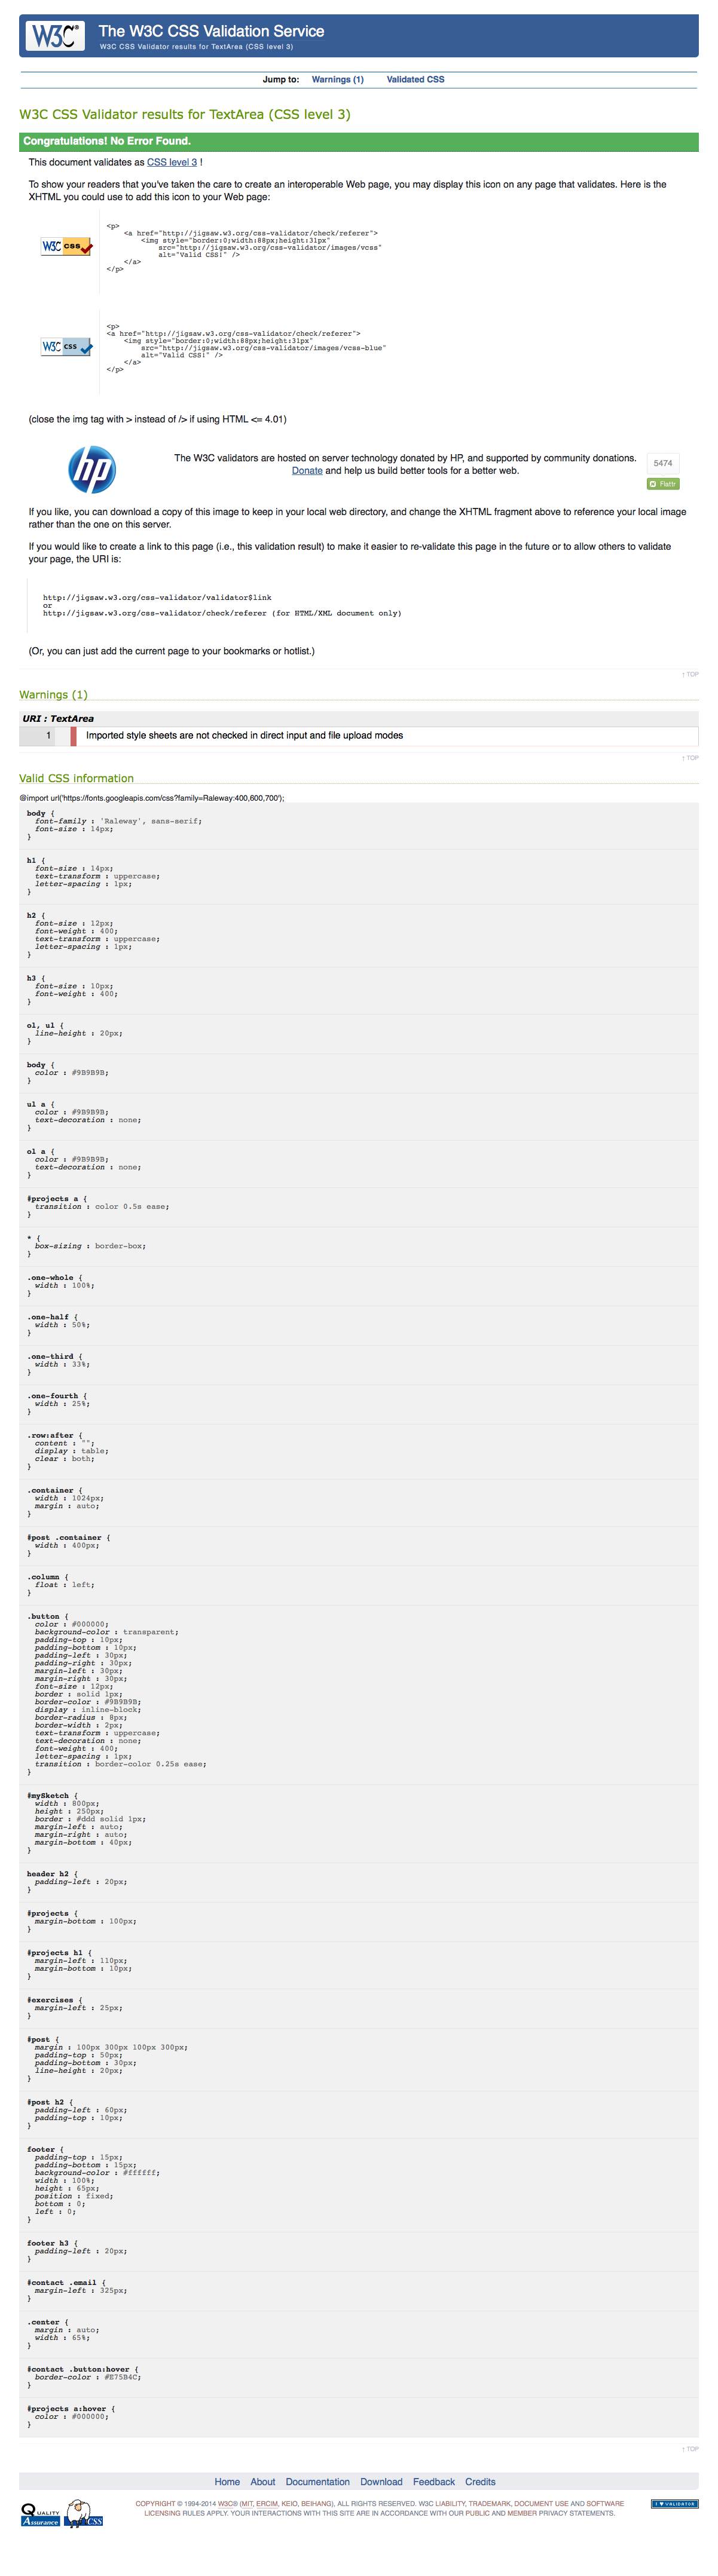 W3C®
The W3C CSS Validation Service
W3C CSS Validator results for TextArea (CSS level 3)
Jump to: Warnings (1) Validated CSS
W3C CSS Validator results for TextArea (CSS level 3)
Congratulations! No Error Found.
This document validates as CSS level 3 !
To show your readers that you've taken the care to create an interoperable Web page, you may display this icon on any page that validates. Here is the
XHTML you could use to add this icon to your Web page:
W3C css
<p>
<a href="http://jigsaw.w3.org/css-validator/check/referer">
<img style="border:0;width:88px;height:31px"
src="http://jigsaw.w3.org/css-validator/images/vcss"
alt="Valid CSS!" />
</a>
</p>
W3C css
<p>
<a href="http://jigsaw.w3.org/css-validator/check/referer">
<img style="border:0;width:88px;height:31px"
src="http://jigsaw.w3.org/css-validator/images/vcss-blue"
alt="Valid CSS!" />
</a>
</p>
(close the img tag with > instead of /> if using HTML <= 4.01)
hp
The W3C validators are hosted on server technology donated by HP, and supported by community donations.
Donate and help us build better tools for a better web.
5474
Flattr
If you like, you can download a copy of this image to keep in your local web directory, and change the XHTML fragment above to reference your local image
rather than the one on this server.
If you would like to create a link to this page (i.e., this validation result) to make it easier to re-validate this page in the future or to allow others to validate
your page, the URI is:
http://jigsaw.w3.org/css-validator/validator$link
or
http://jigsaw.w3.org/css-validator/check/referer (for HTML/XML document only)
(Or, you can just add the current page to your bookmarks or hotlist.)
↑ TOP
Warnings (1)
URI : TextArea
1 Imported style sheets are not checked in direct input and file upload modes
↑ TOP
Valid CSS information
@import url('https://fonts.googleapis.com/css?family=Raleway:400,600,700');
body {
font-family : 'Raleway', sans-serif;
font-size : 14px;
}
h1 {
font-size : 14px;
text-transform : uppercase;
letter-spacing : 1px;
}
h2 {
font-size : 12px;
font-weight : 400;
text-transform : uppercase;
letter-spacing : 1px;
}
h3 {
font-size : 10px;
font-weight : 400;
}
ol, ul {
line-height : 20px;
}
body {
color : #9B9B9B;
}
ul a {
color : #9B9B9B;
text-decoration : none;
}
ol a {
color : #9B9B9B;
text-decoration : none;
}
#projects a {
transition : color 0.5s ease;
}
* {
box-sizing : border-box;
}
.one-whole {
width : 100%;
}
.one-half {
width : 50%;
}
.one-third {
width : 33%;
}
.one-fourth {
width : 25%;
}
.row:after {
content : "";
display : table;
clear : both;
}
.container {
width : 1024px;
margin : auto;
}
#post .container {
width : 400px;
}
.column {
float : left;
}
.button {
color : #000000;
background-color : transparent;
padding-top : 10px;
padding-bottom : 10px;
padding-left : 30px;
padding-right : 30px;
margin-left : 30px;
margin-right : 30px;
font-size : 12px;
border : solid 1px;
border-color : #9B9B9B;
display : inline-block;
border-radius : 8px;
border-width : 2px;
text-transform : uppercase;
text-decoration : none;
font-weight : 400;
letter-spacing : 1px;
transition : border-color 0.25s ease;
}
#mySketch {
width : 800px;
height : 250px;
border : #ddd solid 1px;
margin-left : auto;
margin-right : auto;
margin-bottom : 40px;
}
header h2 {
padding-left : 20px;
}
#projects {
margin-bottom : 100px;
}
#projects h1 {
margin-left : 110px;
margin-bottom : 10px;
}
#exercises {
margin-left : 25px;
}
#post {
margin : 100px 300px 100px 300px;
padding-top : 50px;
padding-bottom : 30px;
line-height : 20px;
}
#post h2 {
padding-left : 60px;
padding-top : 10px;
}
footer {
padding-top : 15px;
padding-bottom : 15px;
background-color : #ffffff;
width : 100%;
height : 65px;
position : fixed;
bottom : 0;
left : 0;
}
footer h3 {
padding-left : 20px;
}
#contact .email {
margin-left : 325px;
}
.center {
margin : auto;
width : 65%;
}
#contact .button:hover {
border-color : #E75B4C;
}
#projects a:hover {
color : #000000;
}
↑ TOP
Home About Documentation Download Feedback Credits
QUALITY
Assurance
CSS
COPYRIGHT © 1994-2014 W3C® (MIT, ERCIM, KEIO, BEIHANG), ALL RIGHTS RESERVED. W3C LIABILITY, TRADEMARK, DOCUMENT USE AND SOFTWARE
LICENSING RULES APPLY. YOUR INTERACTIONS WITH THIS SITE ARE IN ACCORDANCE WITH OUR PUBLIC AND MEMBER PRIVACY STATEMENTS.
I ♥ VALIDATOR